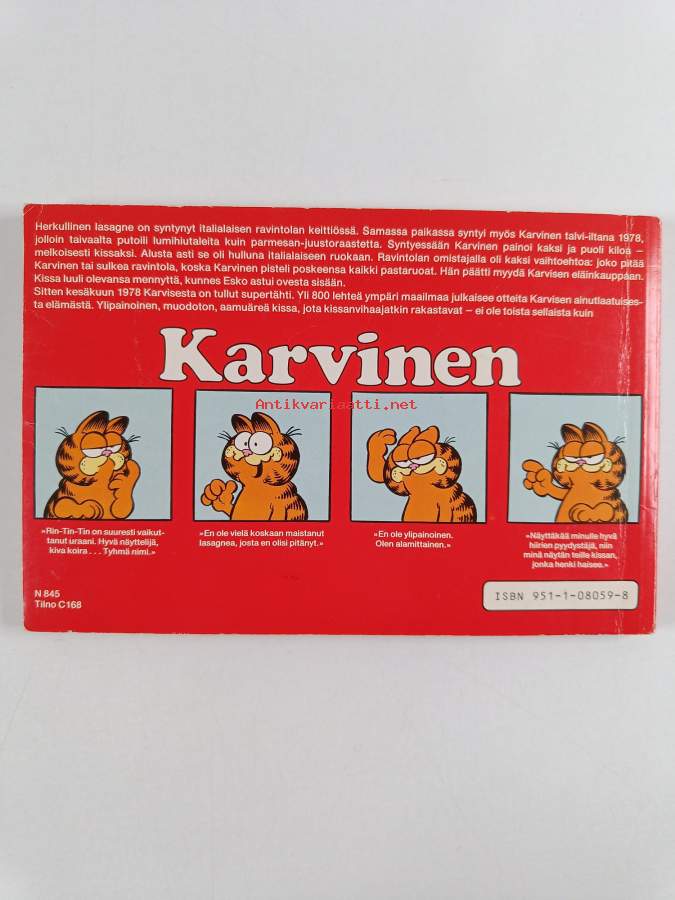 Herkullinen lasagne on syntynyt italialaisen ravintolan keittiössä. Samassa paikassa syntyi myös Karvinen talvi-iltana 1978,
jolloin taivaalta putoili lumihiutaleita kuin parmesan-juustoraastetta. Syntyessään Karvinen painoi kaksi ja puoli kiloa –
melkoisesti kissaksi. Alusta asti se oli hulluna italialaiseen ruokaan. Ravintolan omistajalla oli kaksi vaihtoehtoa: joko pitää
Karvinen tai sulkea ravintola, koska Karvinen pisteli poskeensa kaikki pastaruoat. Hän päätti myydä Karvisen eläinkauppaan.
Kissa luuli olevansa mennyttä, kunnes Esko astui ovesta sisään.
Sitten kesäkuun 1978 Karvisesta on tullut supertähti. Yli 800 lehteä ympäri maailmaa julkaisee otteita Karvisen ainutlaatuises-
ta elämästä. Ylipainoinen, muodoton, aamuäreä kissa, jota kissanvihaajatkin rakastavat – ei ole toista sellaista kuin
Karvinen
Antikvariaatti.net
»Rin-Tin-Tin on suuresti vaikut-
tanut uraani. Hyvä näyttelijä,
kiva koira . . . Tyhmä nimi.»
»En ole vielä koskaan maistanut
lasagnea, josta en olisi pitänyt.»
»En ole ylipainoinen.
Olen alamittainen.»
»Näyttäkää minulle hyvä
hiirien pyydystäjä, niin
minä näytän teille kissan,
jonka henki haisee.»
N 845
Tilno C168
ISBN 951-1-08059-8